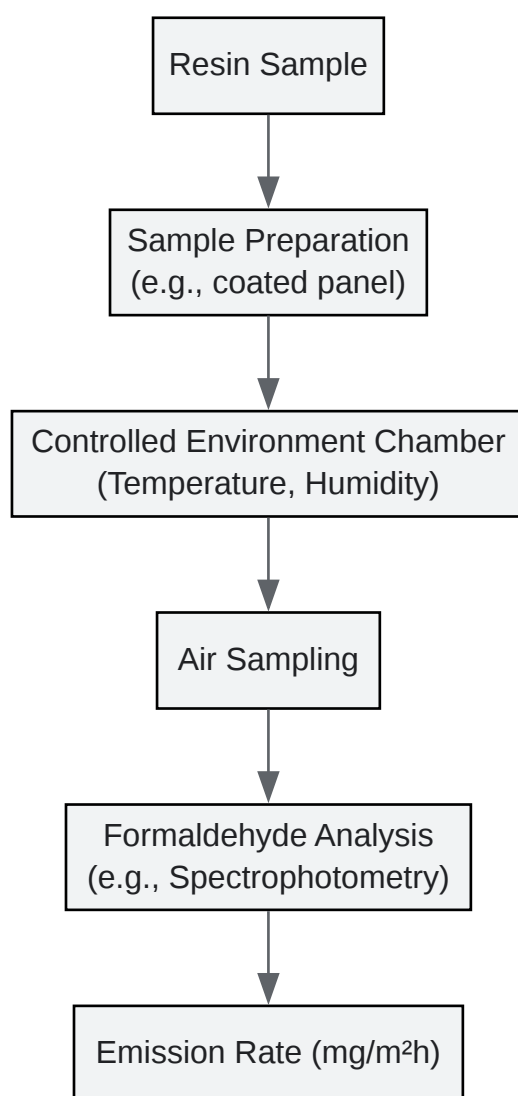 Resin Sample
Sample Preparation
(e.g., coated panel)
Controlled Environment Chamber
(Temperature, Humidity)
Air Sampling
Formaldehyde Analysis
(e.g., Spectrophotometry)
Emission Rate (mg/m²h)